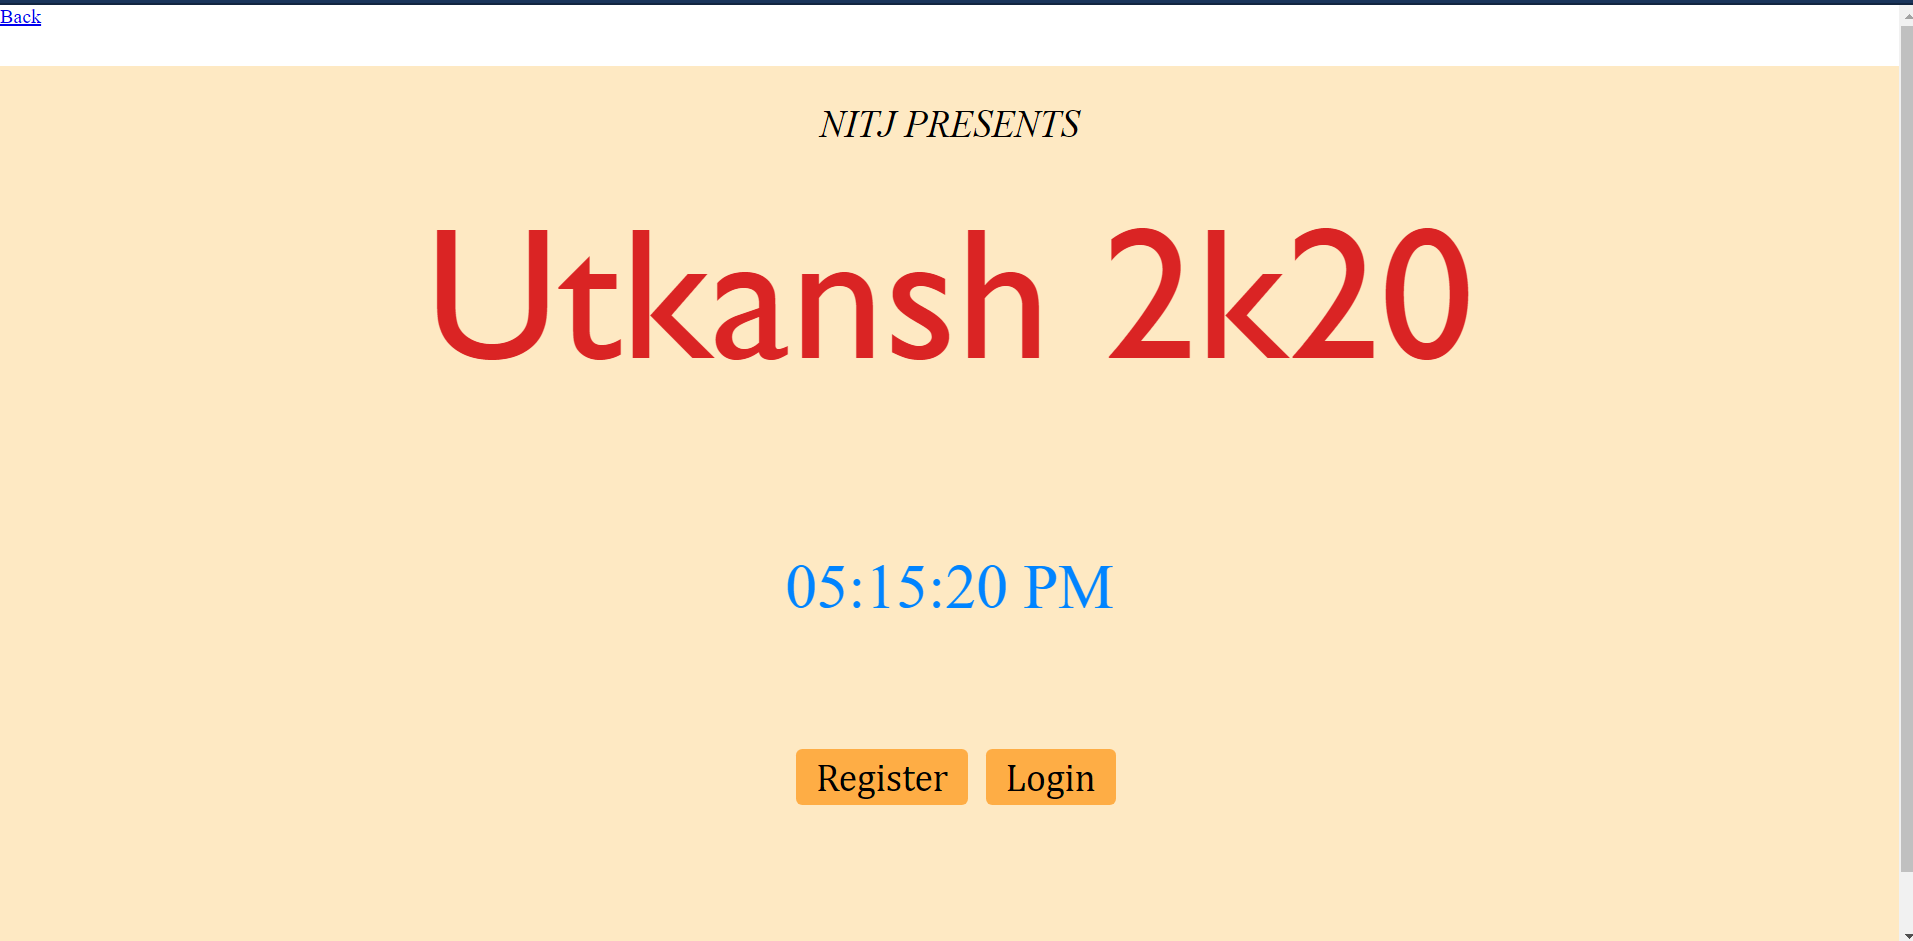 Back
NITJ PRESENTS
Utkansh 2k20
05:15:20 PM
Register Login